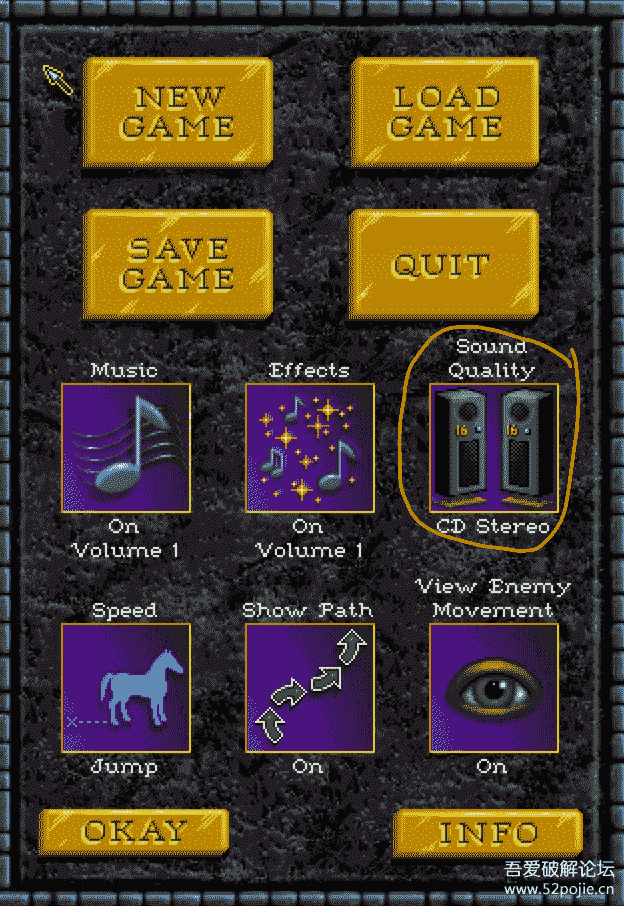 NEW
GAME
LOAD
GAME
SAVE
GAME
QUIT
Music
On
Volume 1
Effects
On
Volume 1
Sound
Quality
16
16
CD Stereo
Speed
Jump
Show Path
On
View Enemy
Movement
On
OKAY
INFO
吾爱破解论坛
www.52pojie.cn